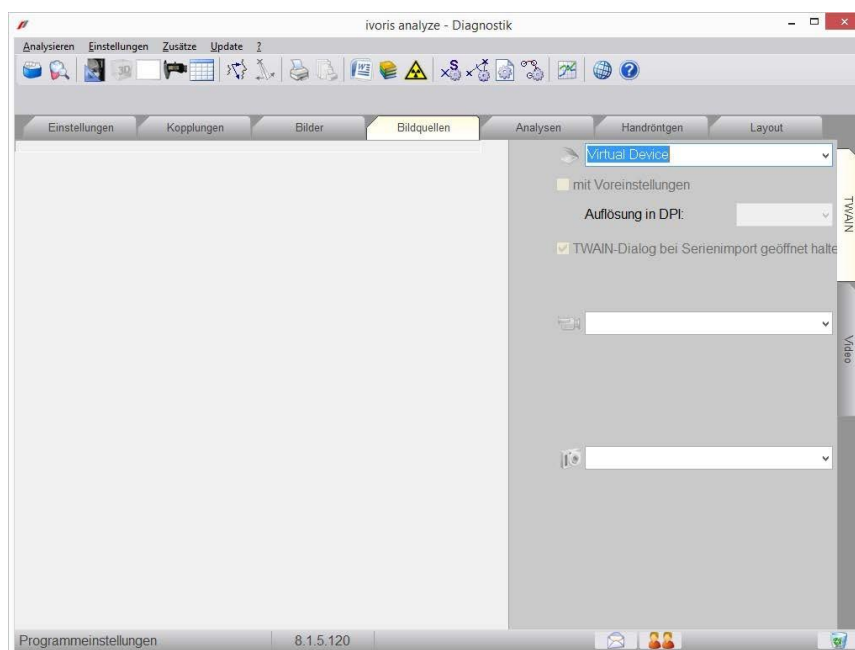 ivoris analyze - Diagnostik
Analysieren Einstellungen Zusätze Update ?
3D
W
S
x x
?
Einstellungen Kopplungen Bilder Bildquellen Analysen Handröntgen Layout
Virtual Device
mit Voreinstellungen
Auflösung in DPI:
TWAIN-Dialog bei Serienimport geöffnet halte
TWAIN
Video
Programmeinstellungen 8.1.5.120